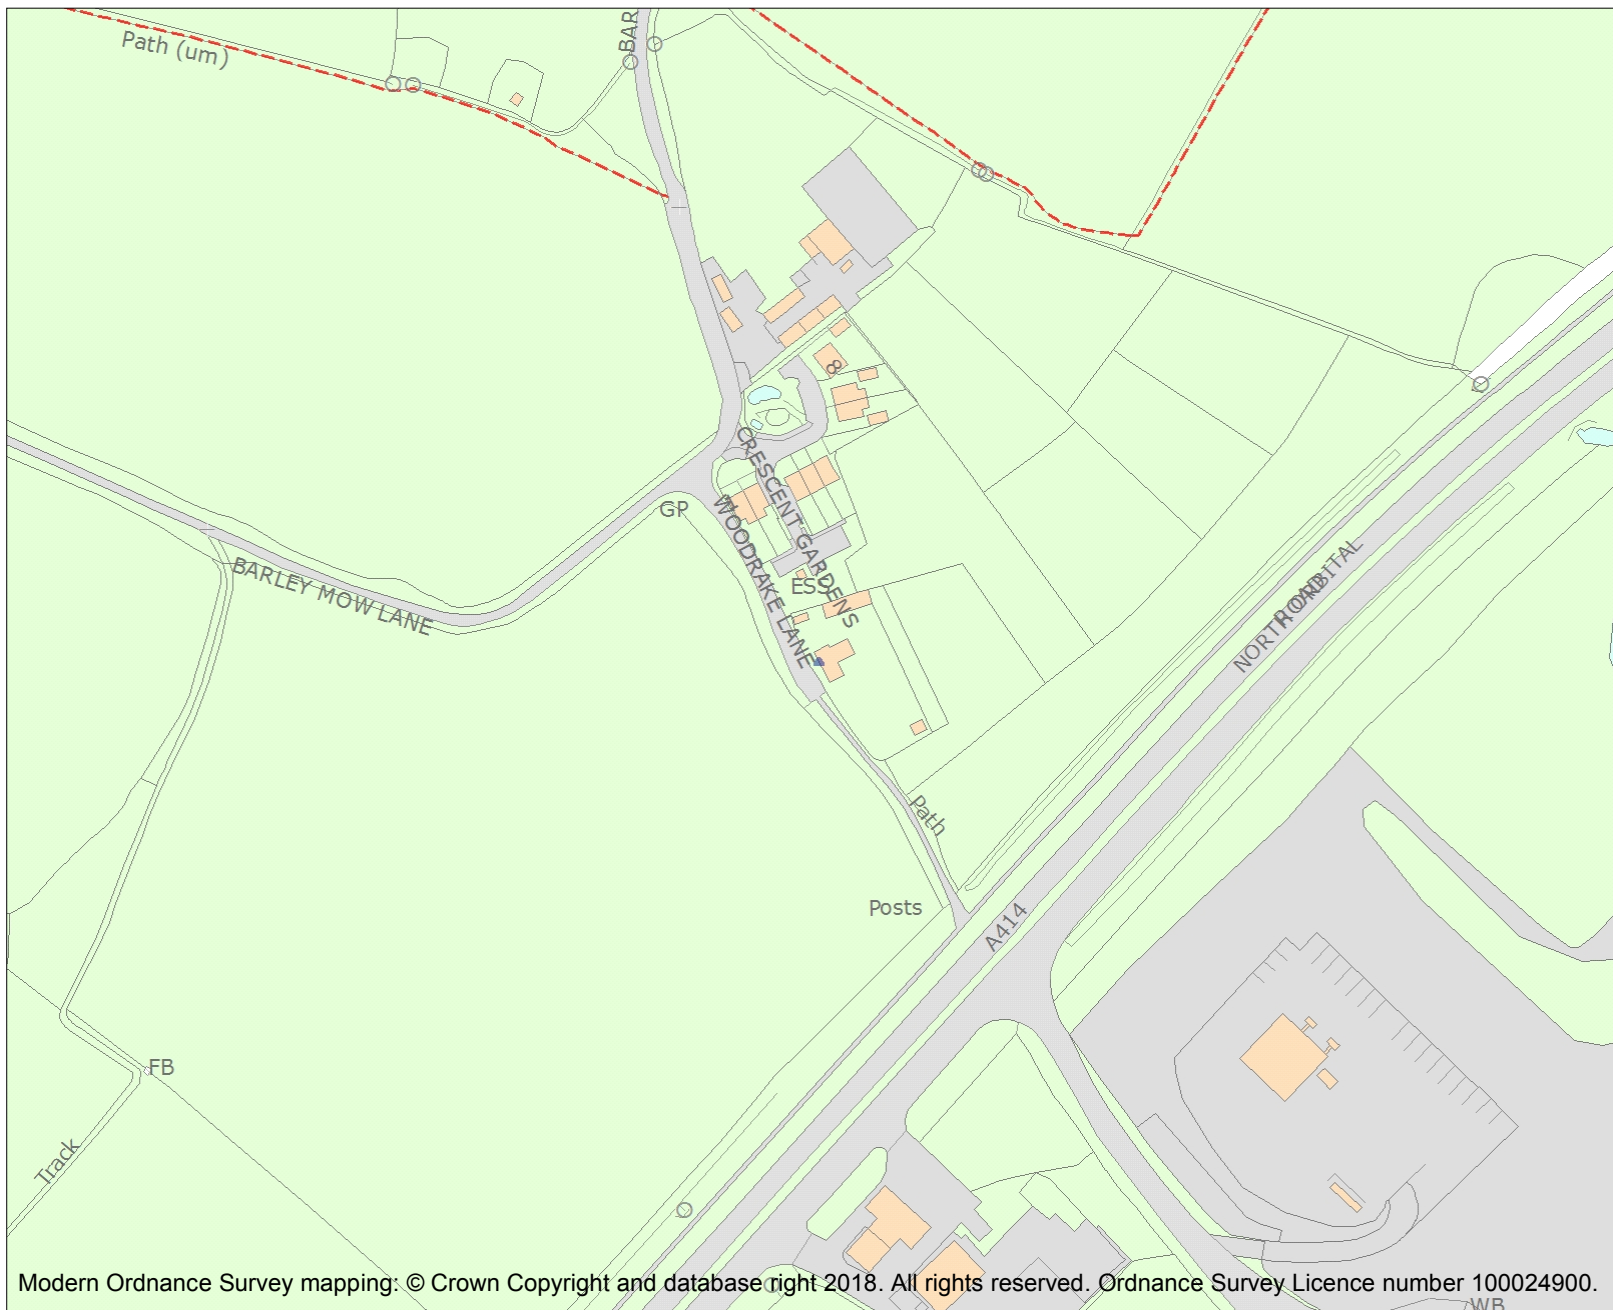 Path (um)
BAR
8
CRESCENT GARDENS
GP
WOODRAKE LANE
BARLEY MOW LANE
ESS
NORTH ORBITAL
ROAD
Path
Posts
A414
FB
Track
Modern Ordnance Survey mapping: © Crown Copyright and database right 2018. All rights reserved. Ordnance Survey Licence number 100024900.
WB